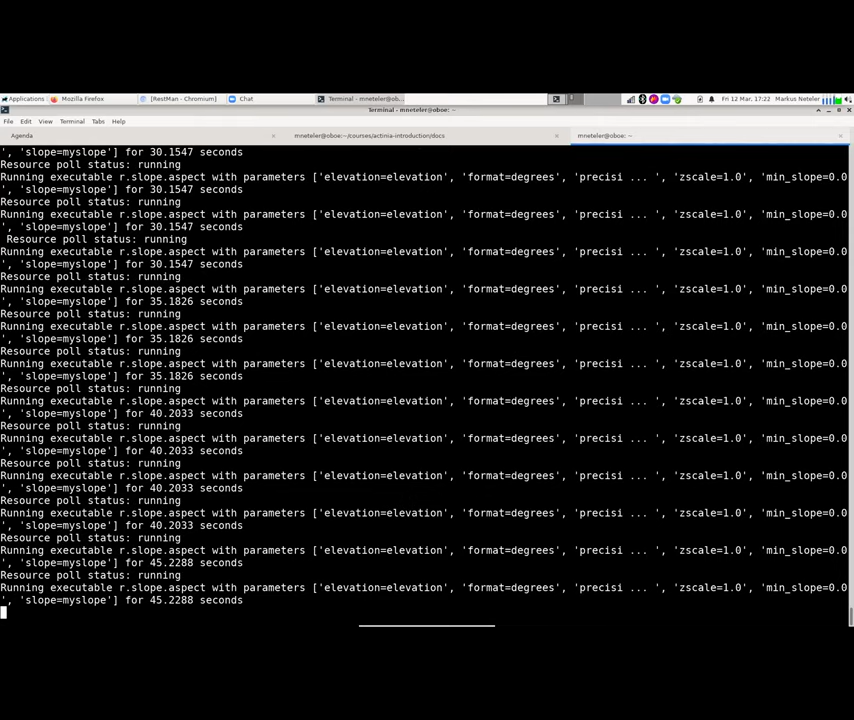 Applications
Mozilla Firefox
[RestMan - Chromium]
Chat
Terminal - mneteler@ob...
Fri 12 Mar, 17:22 Markus Neteler
Terminal - mneteler@oboe: ~
File Edit View Terminal Tabs Help
Agenda
mneteler@oboe:~/courses/actinia-introduction/docs
mneteler@oboe: ~
', 'slope=myslope'] for 30.1547 seconds
Resource poll status: running
Running executable r.slope.aspect with parameters ['elevation=elevation', 'format=degrees', 'precisi ... ', 'zscale=1.0', 'min_slope=0.0
', 'slope=myslope'] for 30.1547 seconds
Resource poll status: running
Running executable r.slope.aspect with parameters ['elevation=elevation', 'format=degrees', 'precisi ... ', 'zscale=1.0', 'min_slope=0.0
', 'slope=myslope'] for 30.1547 seconds
Resource poll status: running
Running executable r.slope.aspect with parameters ['elevation=elevation', 'format=degrees', 'precisi ... ', 'zscale=1.0', 'min_slope=0.0
', 'slope=myslope'] for 30.1547 seconds
Resource poll status: running
Running executable r.slope.aspect with parameters ['elevation=elevation', 'format=degrees', 'precisi ... ', 'zscale=1.0', 'min_slope=0.0
', 'slope=myslope'] for 35.1826 seconds
Resource poll status: running
Running executable r.slope.aspect with parameters ['elevation=elevation', 'format=degrees', 'precisi ... ', 'zscale=1.0', 'min_slope=0.0
', 'slope=myslope'] for 35.1826 seconds
Resource poll status: running
Running executable r.slope.aspect with parameters ['elevation=elevation', 'format=degrees', 'precisi ... ', 'zscale=1.0', 'min_slope=0.0
', 'slope=myslope'] for 35.1826 seconds
Resource poll status: running
Running executable r.slope.aspect with parameters ['elevation=elevation', 'format=degrees', 'precisi ... ', 'zscale=1.0', 'min_slope=0.0
', 'slope=myslope'] for 40.2033 seconds
Resource poll status: running
Running executable r.slope.aspect with parameters ['elevation=elevation', 'format=degrees', 'precisi ... ', 'zscale=1.0', 'min_slope=0.0
', 'slope=myslope'] for 40.2033 seconds
Resource poll status: running
Running executable r.slope.aspect with parameters ['elevation=elevation', 'format=degrees', 'precisi ... ', 'zscale=1.0', 'min_slope=0.0
', 'slope=myslope'] for 40.2033 seconds
Resource poll status: running
Running executable r.slope.aspect with parameters ['elevation=elevation', 'format=degrees', 'precisi ... ', 'zscale=1.0', 'min_slope=0.0
', 'slope=myslope'] for 40.2033 seconds
Resource poll status: running
Running executable r.slope.aspect with parameters ['elevation=elevation', 'format=degrees', 'precisi ... ', 'zscale=1.0', 'min_slope=0.0
', 'slope=myslope'] for 45.2288 seconds
Resource poll status: running
Running executable r.slope.aspect with parameters ['elevation=elevation', 'format=degrees', 'precisi ... ', 'zscale=1.0', 'min_slope=0.0
', 'slope=myslope'] for 45.2288 seconds